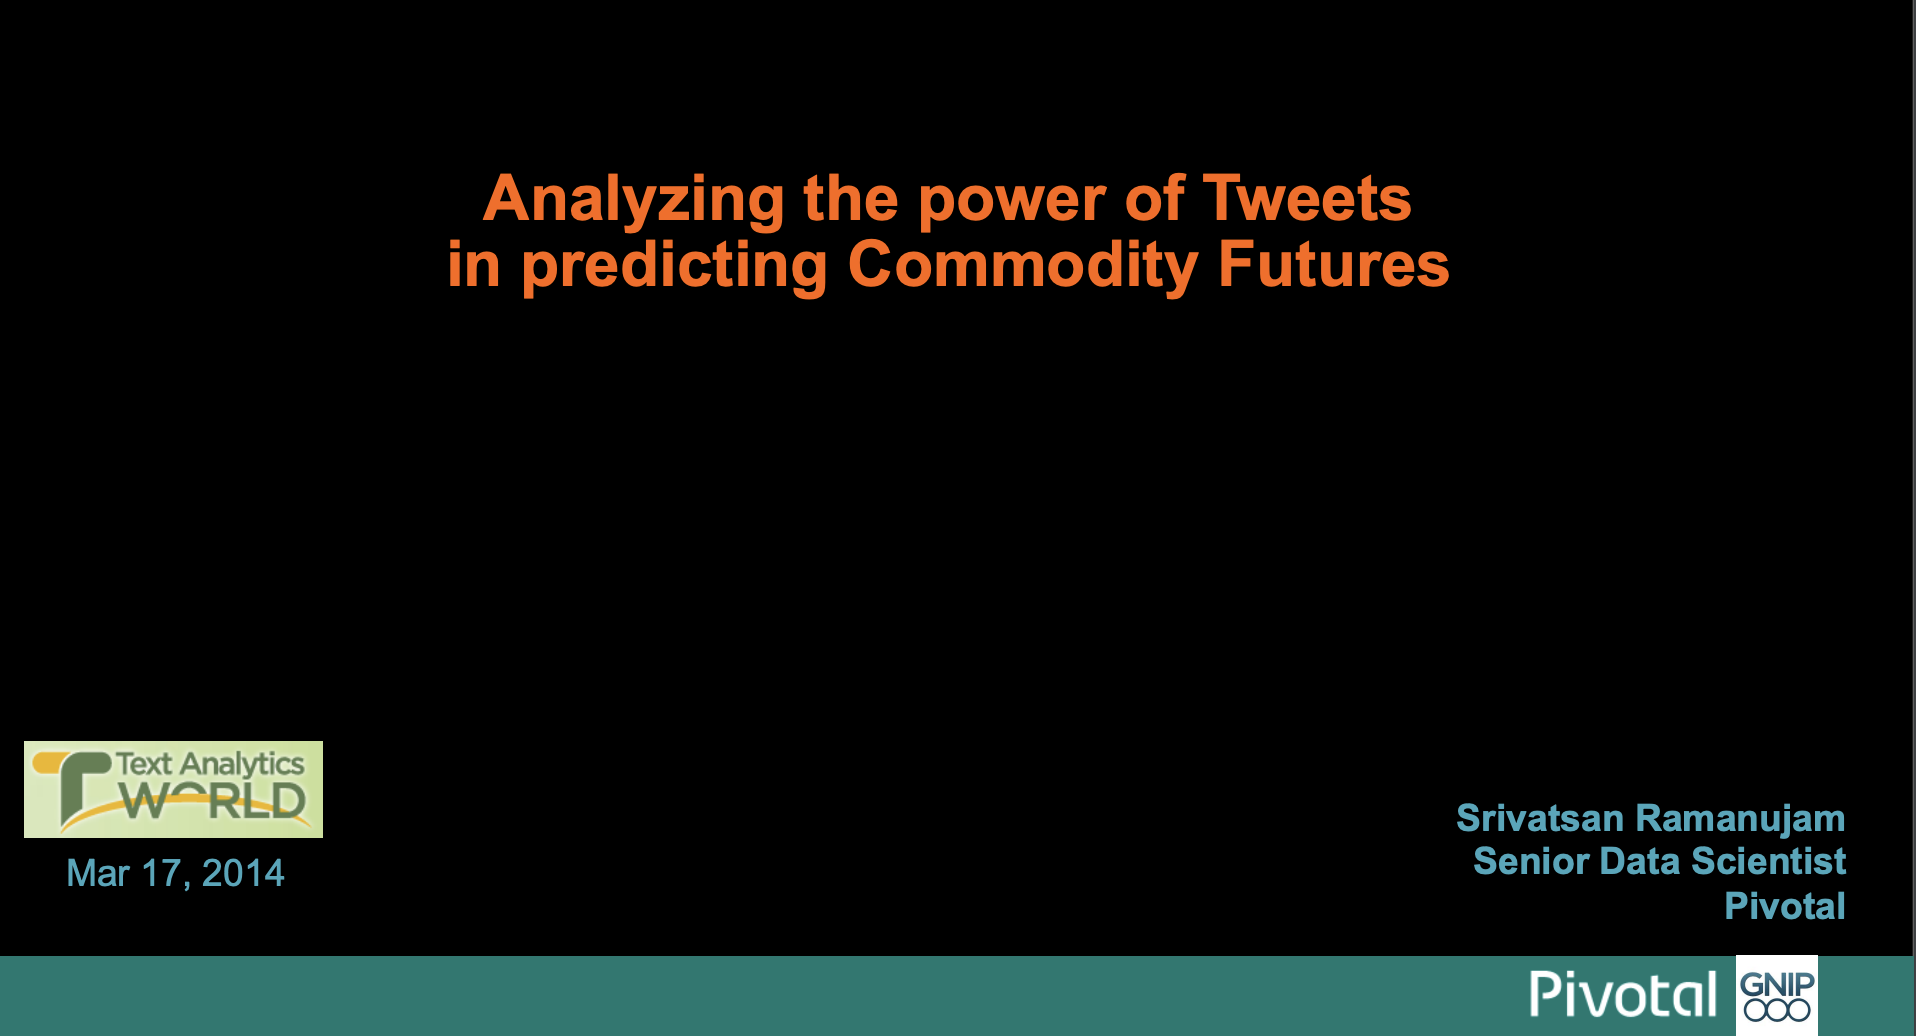 Analyzing the power of Tweets
in predicting Commodity Futures
Text Analytics
WORLD
Mar 17, 2014
Srivatsan Ramanujam
Senior Data Scientist
Pivotal
Pivotal
GNIP